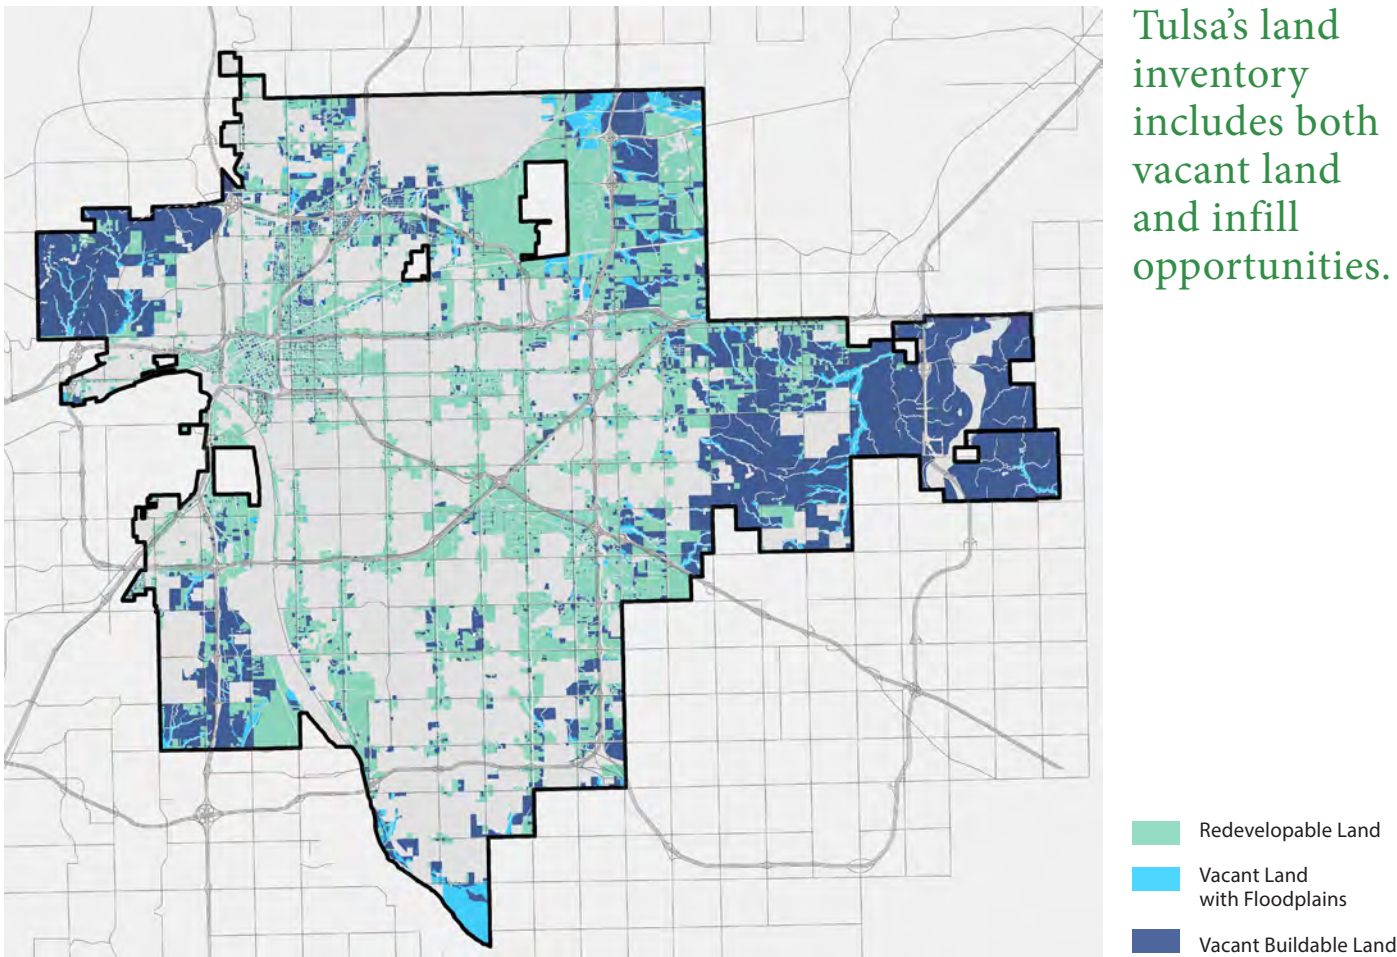 Tulsa's land
inventory
includes both
vacant land
and infill
opportunities.
Redevelopable Land
Vacant Land
with Floodplains
Vacant Buildable Land